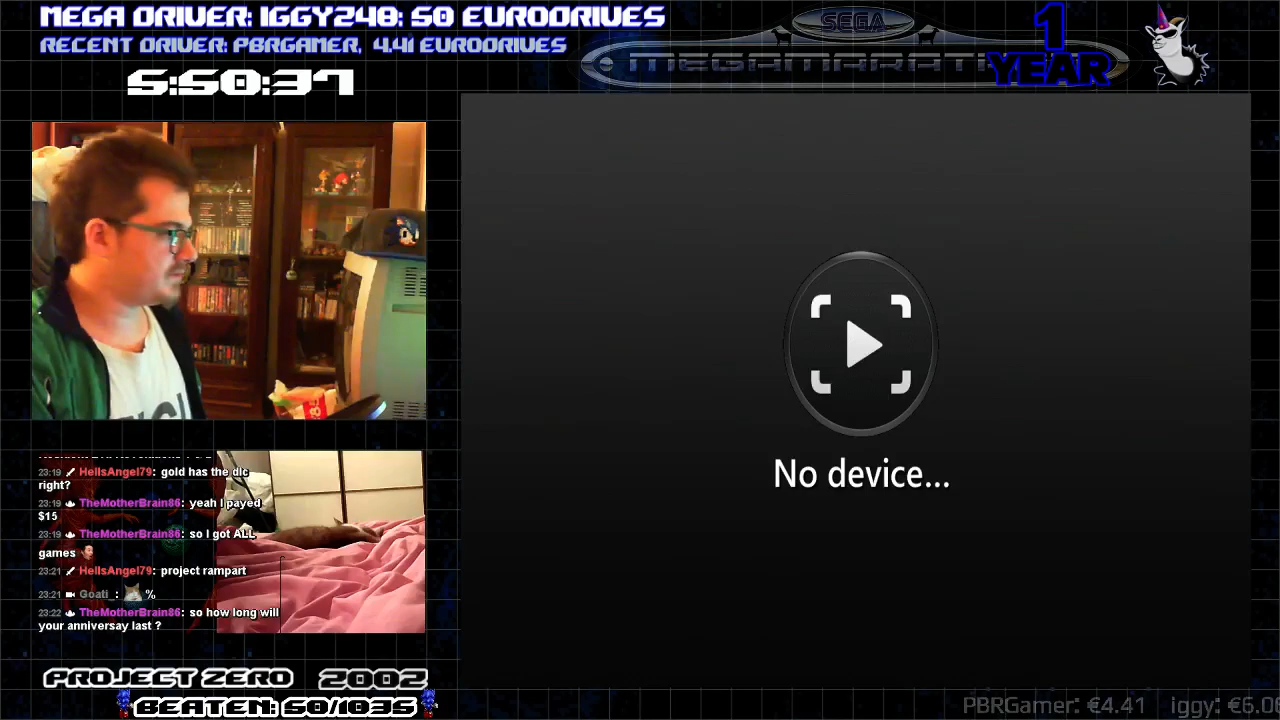 MEGA DRIVER: IGGY248: 50 EURODRIVES
RECENT DRIVER: PBRGAMER, 4.41 EURODRIVES
5:50:37
SEGA
MEGAMARATH
1
YEAR
No device...
23:19 HellsAngel79: gold has the dlc
right?
23:19 TheMotherBrain86: yeah I payed
$15
23:19 TheMotherBrain86: so I got ALL
games
23:21 HellsAngel79: project rampart
23:21 Goati_: %
23:22 TheMotherBrain86: so how long will
your anniversay last ?
PROJECT ZERO 2002
BEATEN: 50/1035
PBRGamer: €4.41 iggy: €6.00